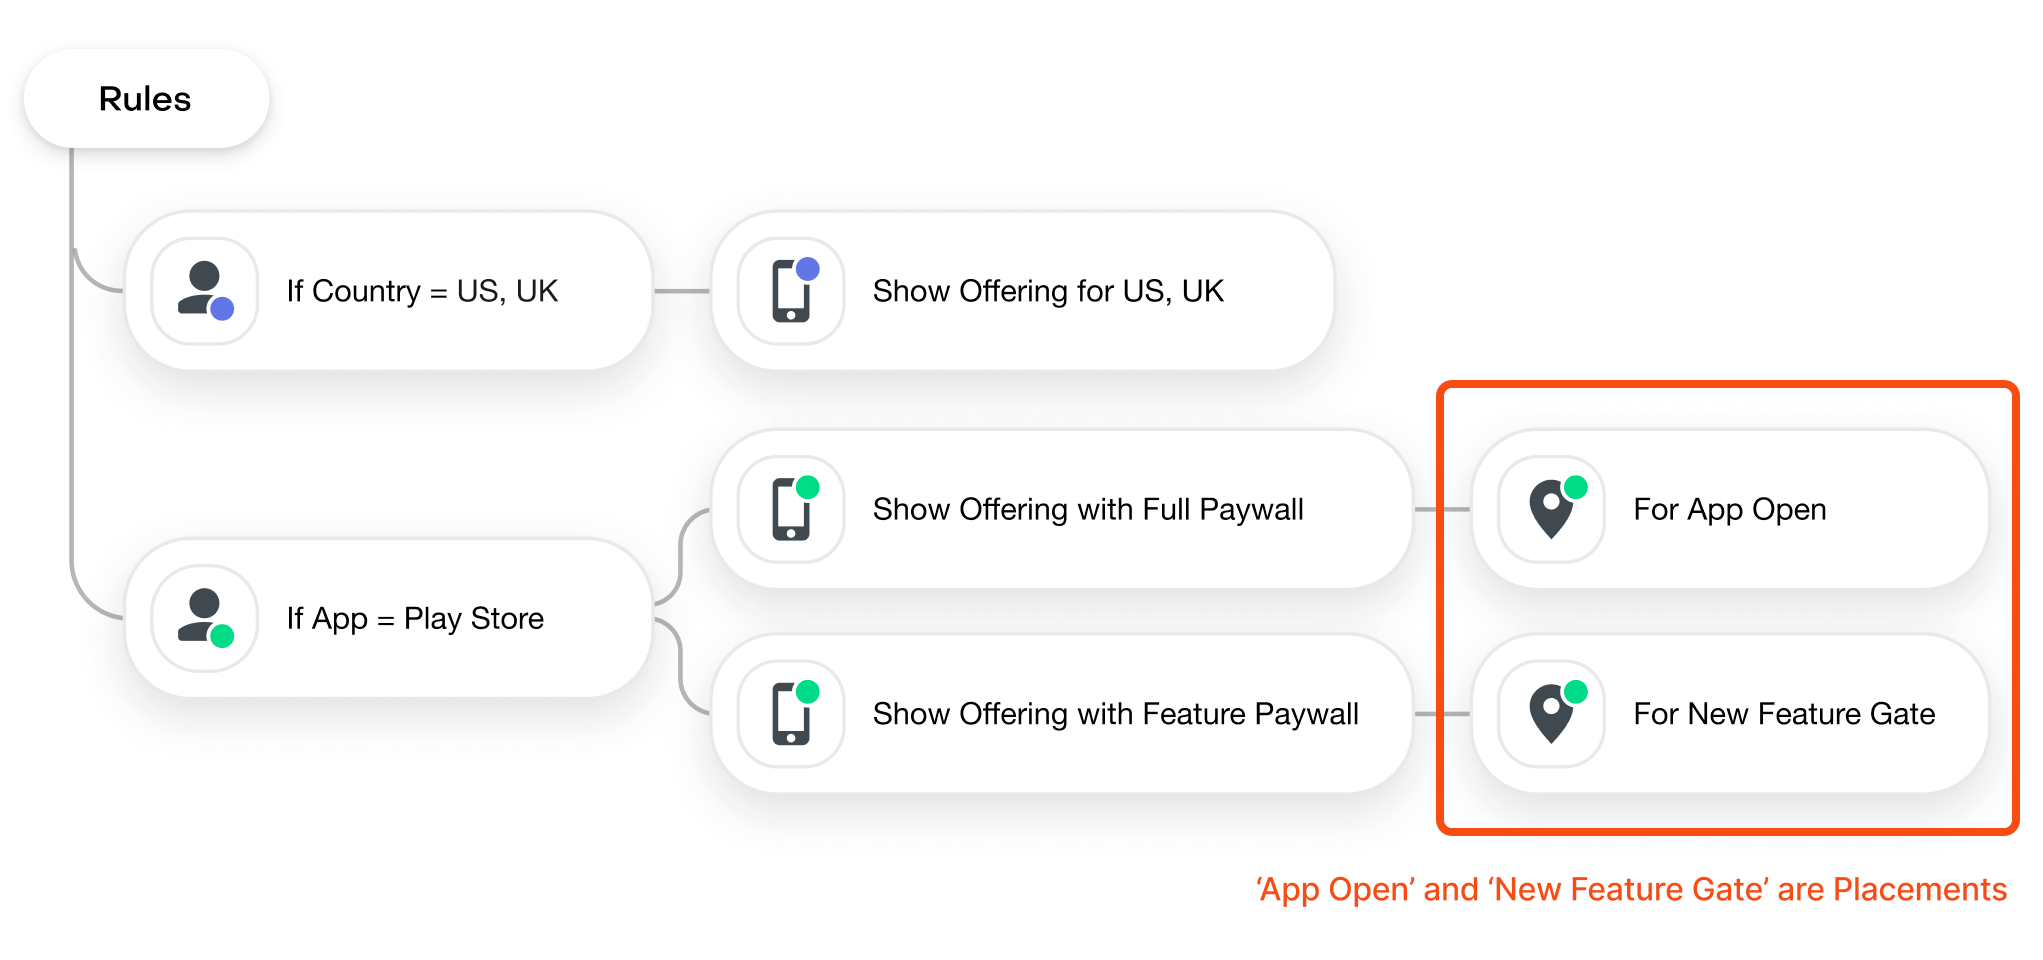 Rules
If Country = US, UK
Show Offering for US, UK
If App = Play Store
Show Offering with Full Paywall
For App Open
Show Offering with Feature Paywall
For New Feature Gate
‘App Open’ and ‘New Feature Gate’ are Placements